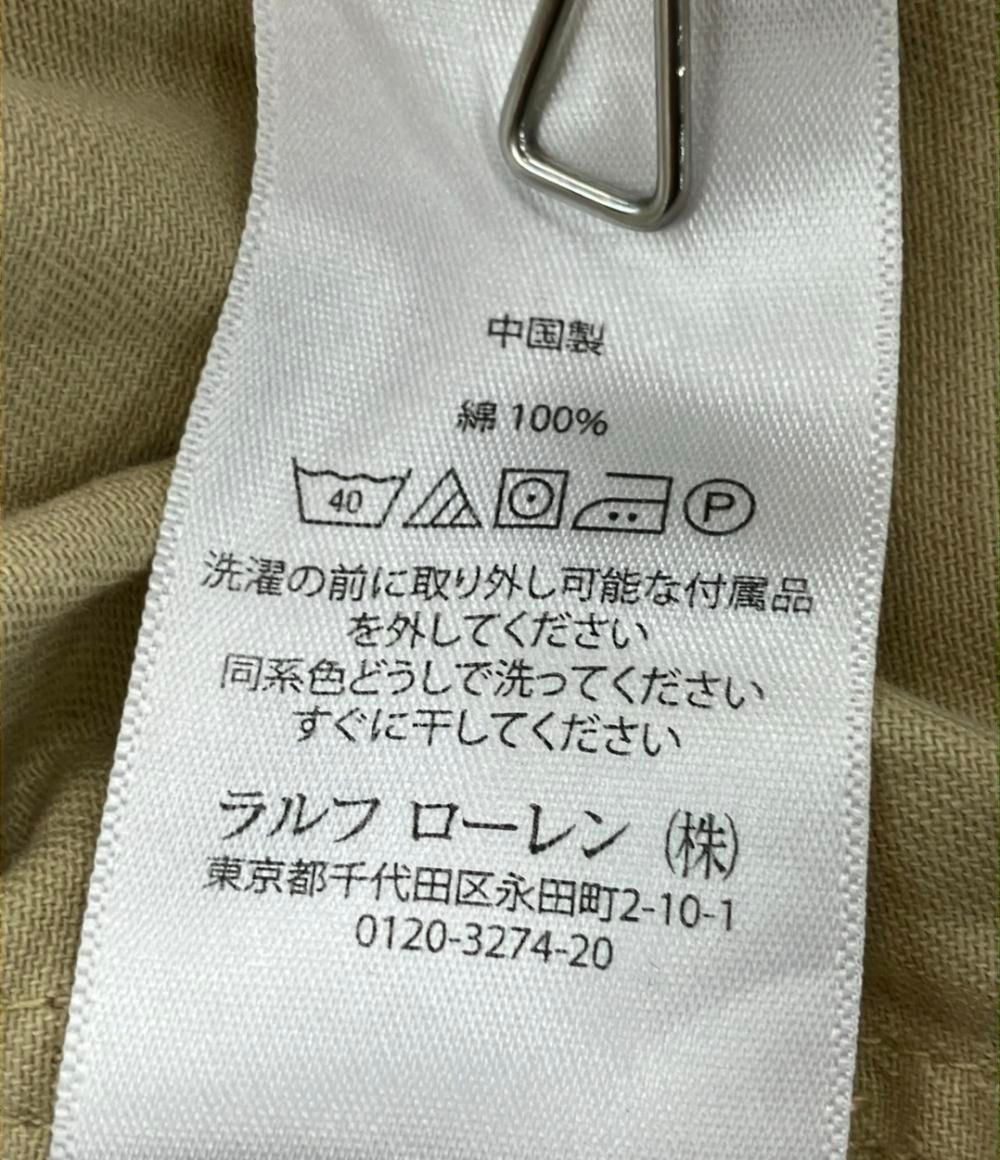 中国製
綿 100%
40 P
洗濯の前に取り外し可能な付属品
を外してください
同系色どうしで洗ってください
すぐに干してください
ラルフ ローレン (株)
東京都千代田区永田町2-10-1
0120-3274-20